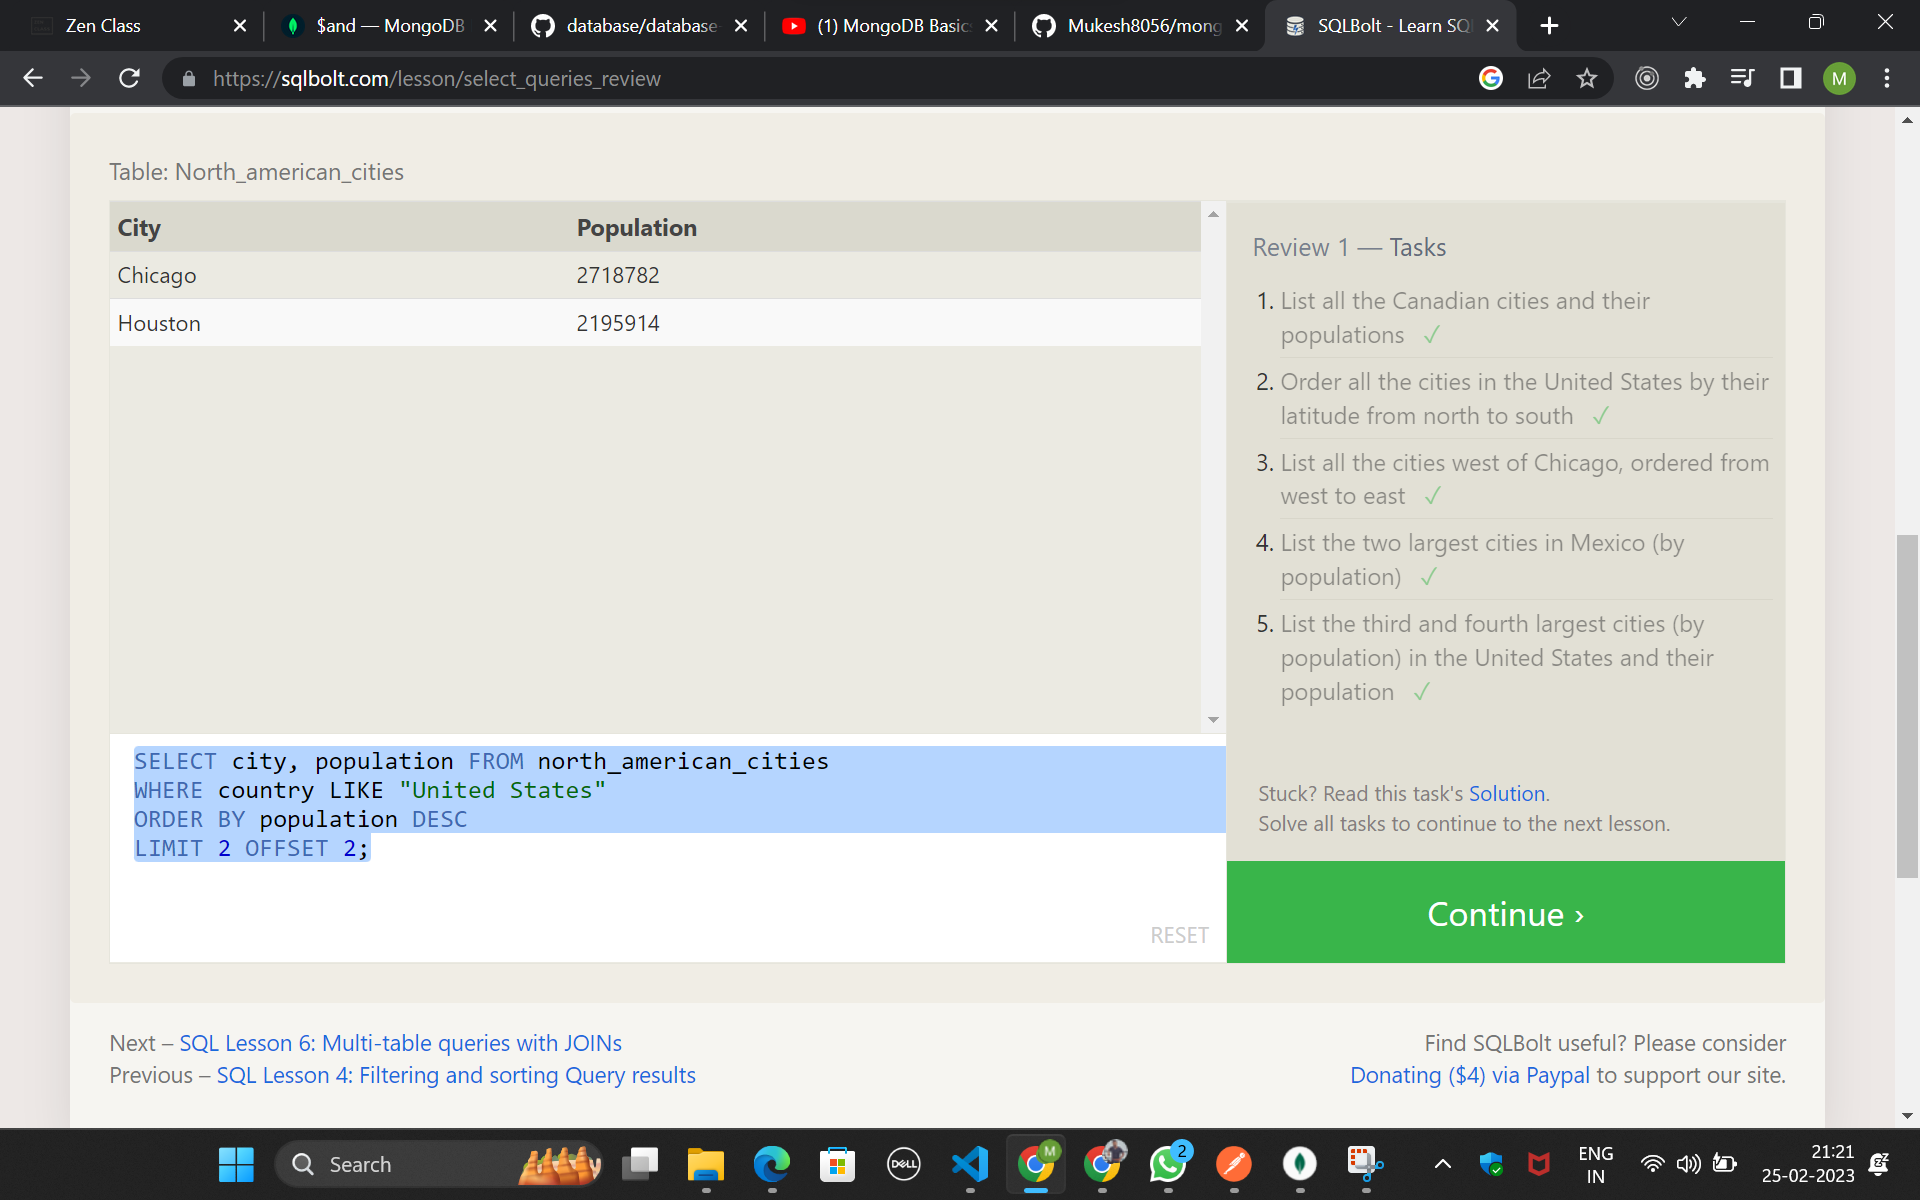 Zen Class
$and — MongoDB
database/database-
(1) MongoDB Basic
Mukesh8056/mong
SQLBolt - Learn SQ
https://sqlbolt.com/lesson/select_queries_review
M
Table: North_american_cities
City Population
Chicago 2718782
Houston 2195914
Review 1 — Tasks
1. List all the Canadian cities and their
populations ✓
2. Order all the cities in the United States by their
latitude from north to south ✓
3. List all the cities west of Chicago, ordered from
west to east ✓
4. List the two largest cities in Mexico (by
population) ✓
5. List the third and fourth largest cities (by
population) in the United States and their
population ✓
SELECT city, population FROM north_american_cities
WHERE country LIKE "United States"
ORDER BY population DESC
LIMIT 2 OFFSET 2;
RESET
Stuck? Read this task's Solution.
Solve all tasks to continue to the next lesson.
Continue ›
Next – SQL Lesson 6: Multi-table queries with JOINs
Previous – SQL Lesson 4: Filtering and sorting Query results
Find SQLBolt useful? Please consider
Donating ($4) via Paypal to support our site.
Search
DELL
M
2
ENG
IN
21:21
25-02-2023